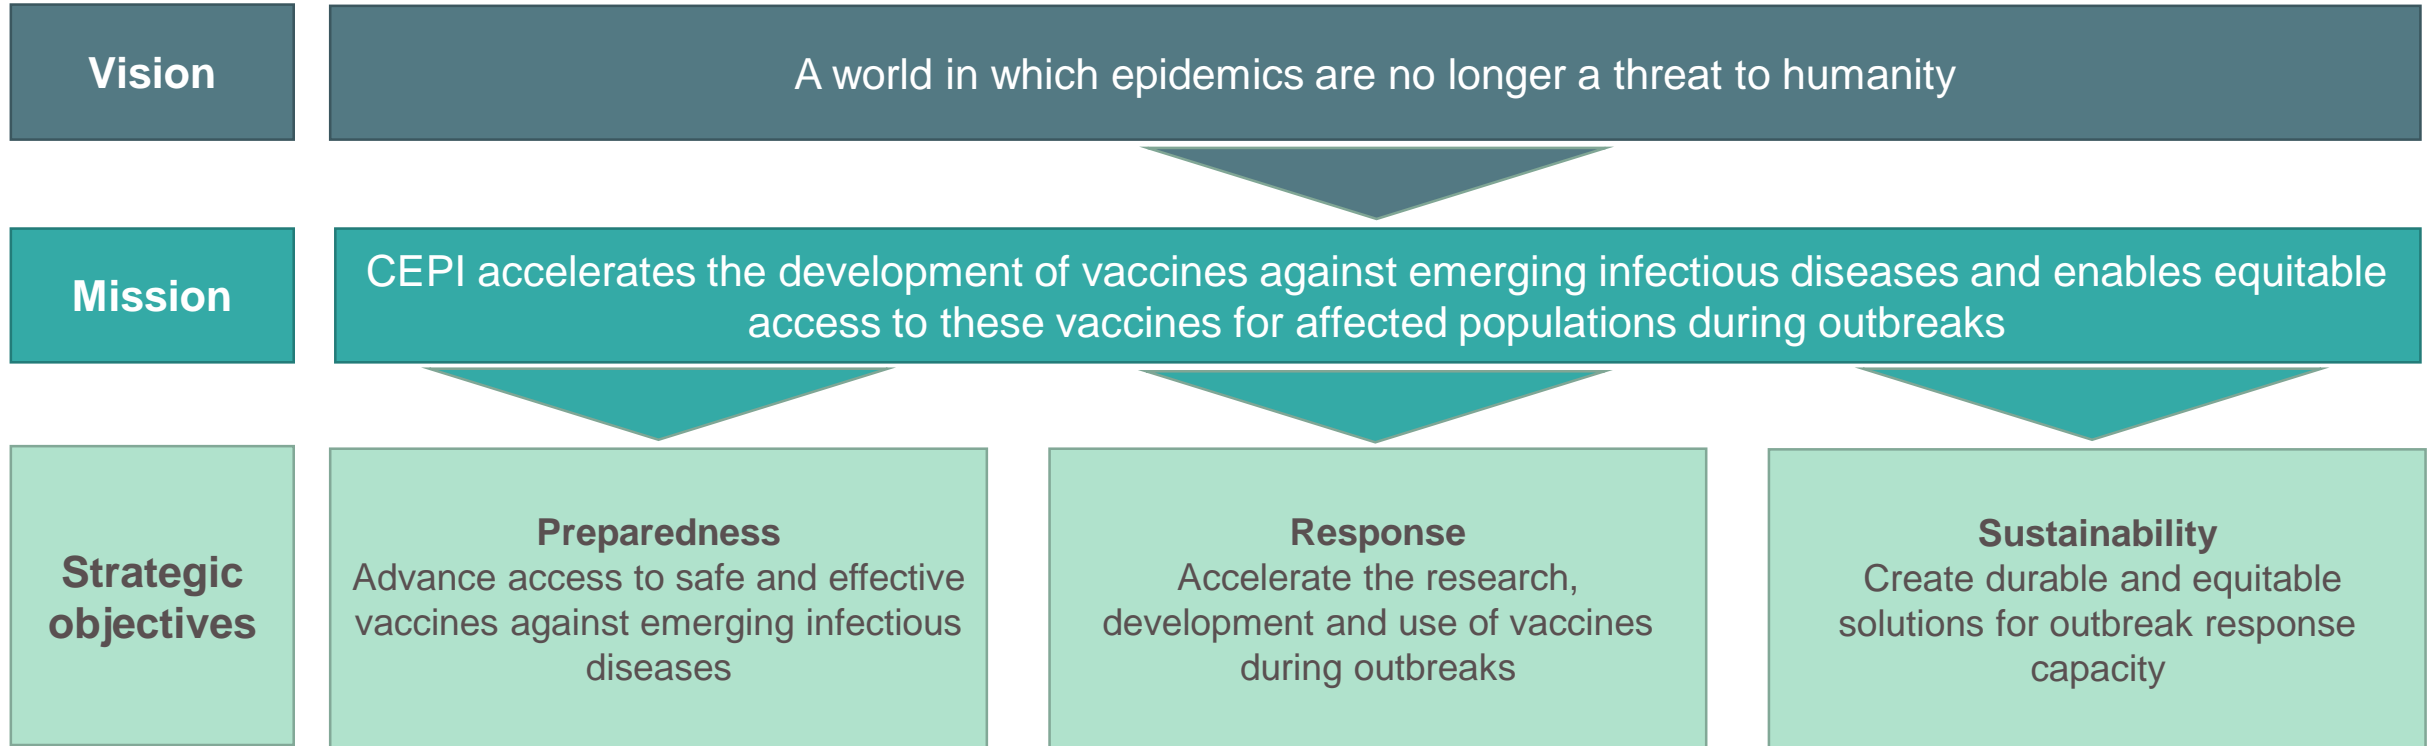 Vision
A world in which epidemics are no longer a threat to humanity
Mission
CEPI accelerates the development of vaccines against emerging infectious diseases and enables equitable
access to these vaccines for affected populations during outbreaks
Strategic
objectives
Preparedness
Advance access to safe and effective
vaccines against emerging infectious
diseases
Response
Accelerate the research,
development and use of vaccines
during outbreaks
Sustainability
Create durable and equitable
solutions for outbreak response
capacity